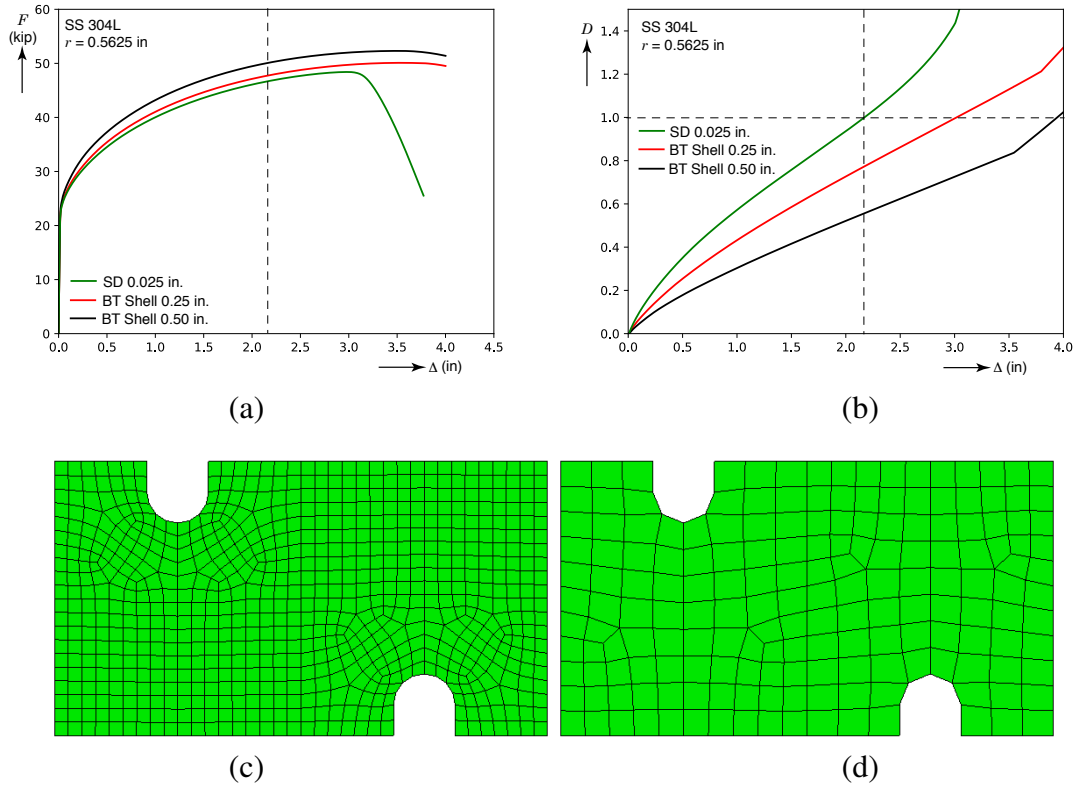 F
(kip)
SS 304L
r = 0.5625 in
60
50
40
30
20
10
0
SD 0.025 in.
BT Shell 0.25 in.
BT Shell 0.50 in.
0.0 0.5 1.0 1.5 2.0 2.5 3.0 3.5 4.0 4.5
Δ (in)
(a)
D
SS 304L
r = 0.5625 in
1.4
1.2
1.0
0.8
0.6
0.4
0.2
0.0
SD 0.025 in.
BT Shell 0.25 in.
BT Shell 0.50 in.
0.0 0.5 1.0 1.5 2.0 2.5 3.0 3.5 4.0
Δ (in)
(b)
(c)
(d)